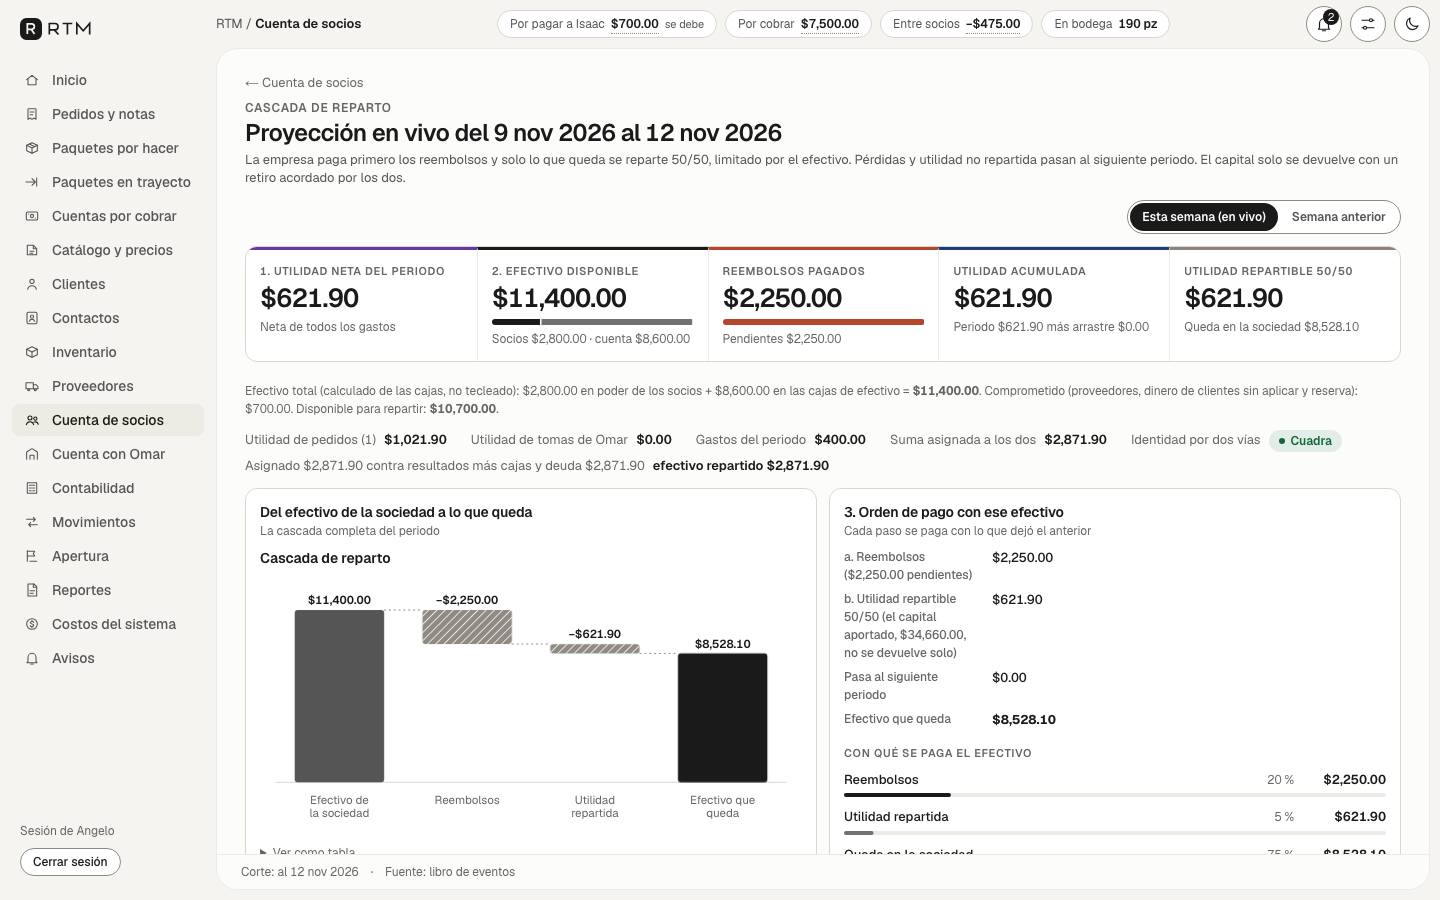 R RTM
RTM / Cuenta de socios
Por pagar a Isaac $700.00 se debe
Por cobrar $7,500.00
Entre socios −$475.00
En bodega 190 pz
2
Inicio
Pedidos y notas
Paquetes por hacer
Paquetes en trayecto
Cuentas por cobrar
Catálogo y precios
Clientes
Contactos
Inventario
Proveedores
Cuenta de socios
Cuenta con Omar
Contabilidad
Movimientos
Apertura
Reportes
Costos del sistema
Avisos
Sesión de Angelo
Cerrar sesión
← Cuenta de socios
CASCADA DE REPARTO
Proyección en vivo del 9 nov 2026 al 12 nov 2026
La empresa paga primero los reembolsos y solo lo que queda se reparte 50/50, limitado por el efectivo. Pérdidas y utilidad no repartida pasan al siguiente periodo. El capital solo se devuelve con un
retiro acordado por los dos.
Esta semana (en vivo) Semana anterior
1. UTILIDAD NETA DEL PERIODO
$621.90
Neta de todos los gastos
2. EFECTIVO DISPONIBLE
$11,400.00
Socios $2,800.00 · cuenta $8,600.00
REEMBOLSOS PAGADOS
$2,250.00
Pendientes $2,250.00
UTILIDAD ACUMULADA
$621.90
Periodo $621.90 más arrastre $0.00
UTILIDAD REPARTIBLE 50/50
$621.90
Queda en la sociedad $8,528.10
Efectivo total (calculado de las cajas, no tecleado): $2,800.00 en poder de los socios + $8,600.00 en las cajas de efectivo = $11,400.00. Comprometido (proveedores, dinero de clientes sin aplicar y reserva):
$700.00. Disponible para repartir: $10,700.00.
Utilidad de pedidos (1) $1,021.90 Utilidad de tomas de Omar $0.00 Gastos del periodo $400.00 Suma asignada a los dos $2,871.90 Identidad por dos vías Cuadra
Asignado $2,871.90 contra resultados más cajas y deuda $2,871.90 efectivo repartido $2,871.90
Del efectivo de la sociedad a lo que queda
La cascada completa del periodo
Cascada de reparto
$11,400.00
−$2,250.00
−$621.90
$8,528.10
Efectivo de
la sociedad
Reembolsos
Utilidad
repartida
Efectivo que
queda
▶ Ver como tabla
3. Orden de pago con ese efectivo
Cada paso se paga con lo que dejó el anterior
a. Reembolsos $2,250.00
($2,250.00 pendientes)
b. Utilidad repartible $621.90
50/50 (el capital
aportado, $34,660.00,
no se devuelve solo)
Pasa al siguiente $0.00
periodo
Efectivo que queda $8,528.10
CON QUÉ SE PAGA EL EFECTIVO
Reembolsos 20 % $2,250.00
Utilidad repartida 5 % $621.90
Queda en la sociedad 75 % $8,528.10
Corte: al 12 nov 2026 · Fuente: libro de eventos